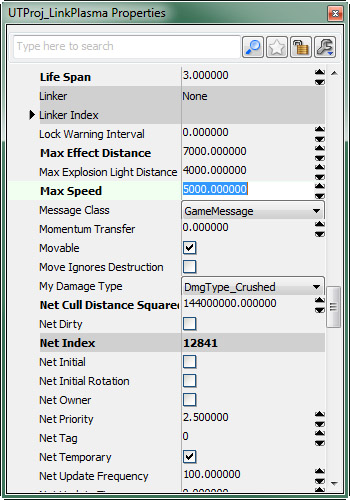 UTProj_LinkPlasma Properties
Type here to search
Life Span 3.000000
Linker None
Linker Index
Lock Warning Interval 0.000000
Max Effect Distance 7000.000000
Max Explosion Light Distance 4000.000000
Max Speed 5000.000000
Message Class GameMessage
Momentum Transfer 0.000000
Movable
Move Ignores Destruction
My Damage Type DmgType_Crushed
Net Cull Distance Squared 144000000.000000
Net Dirty
Net Index 12841
Net Initial
Net Initial Rotation
Net Owner
Net Priority 2.500000
Net Tag 0
Net Temporary
Net Update Frequency 100.000000